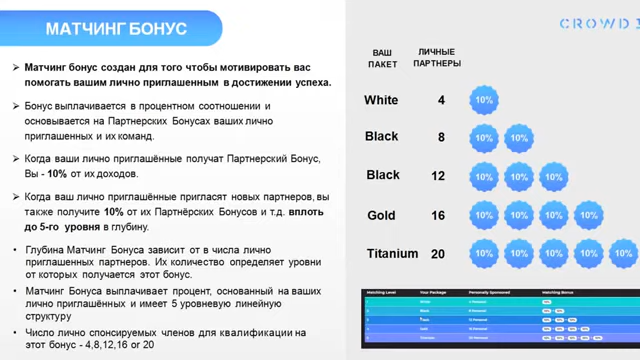 МАТЧИНГ БОНУС
Матчинг бонус создан для того чтобы мотивировать вас
помогать вашим лично приглашенным в достижении успеха.
Бонус выплачивается в процентном соотношении и
основывается на Партнерских Бонусах ваших лично
приглашенных и их команд.
Когда ваши лично приглашённые получат Партнерский Бонус,
Вы - 10% от их доходов.
Когда ваш лично приглашённые пригласят новых партнеров, вы
также получите 10% от их Партнёрских Бонусов и т.д. вплоть
до 5-го уровня в глубину.
Глубина Матчинг Бонуса зависит от в числа лично
приглашенных партнеров. Их количество определяет уровни
от которых получается этот бонус.
Матчинг Бонуса выплачивает процент, основанный на ваших
лично приглашённых и имеет 5 уровневую линейную
структуру
Число лично спонсируемых членов для квалификации на
этот бонус - 4,8,12,16 or 20
CROWD 1
ВАШ
ПАКЕТ
ЛИЧНЫЕ
ПАРТНЕРЫ
White 4 10%
Black 8 10% 10%
Black 12 10% 10% 10%
Gold 16 10% 10% 10% 10%
Titanium 20 10% 10% 10% 10% 10%
Matching Level Your Package Personally Sponsored Matching Bonus